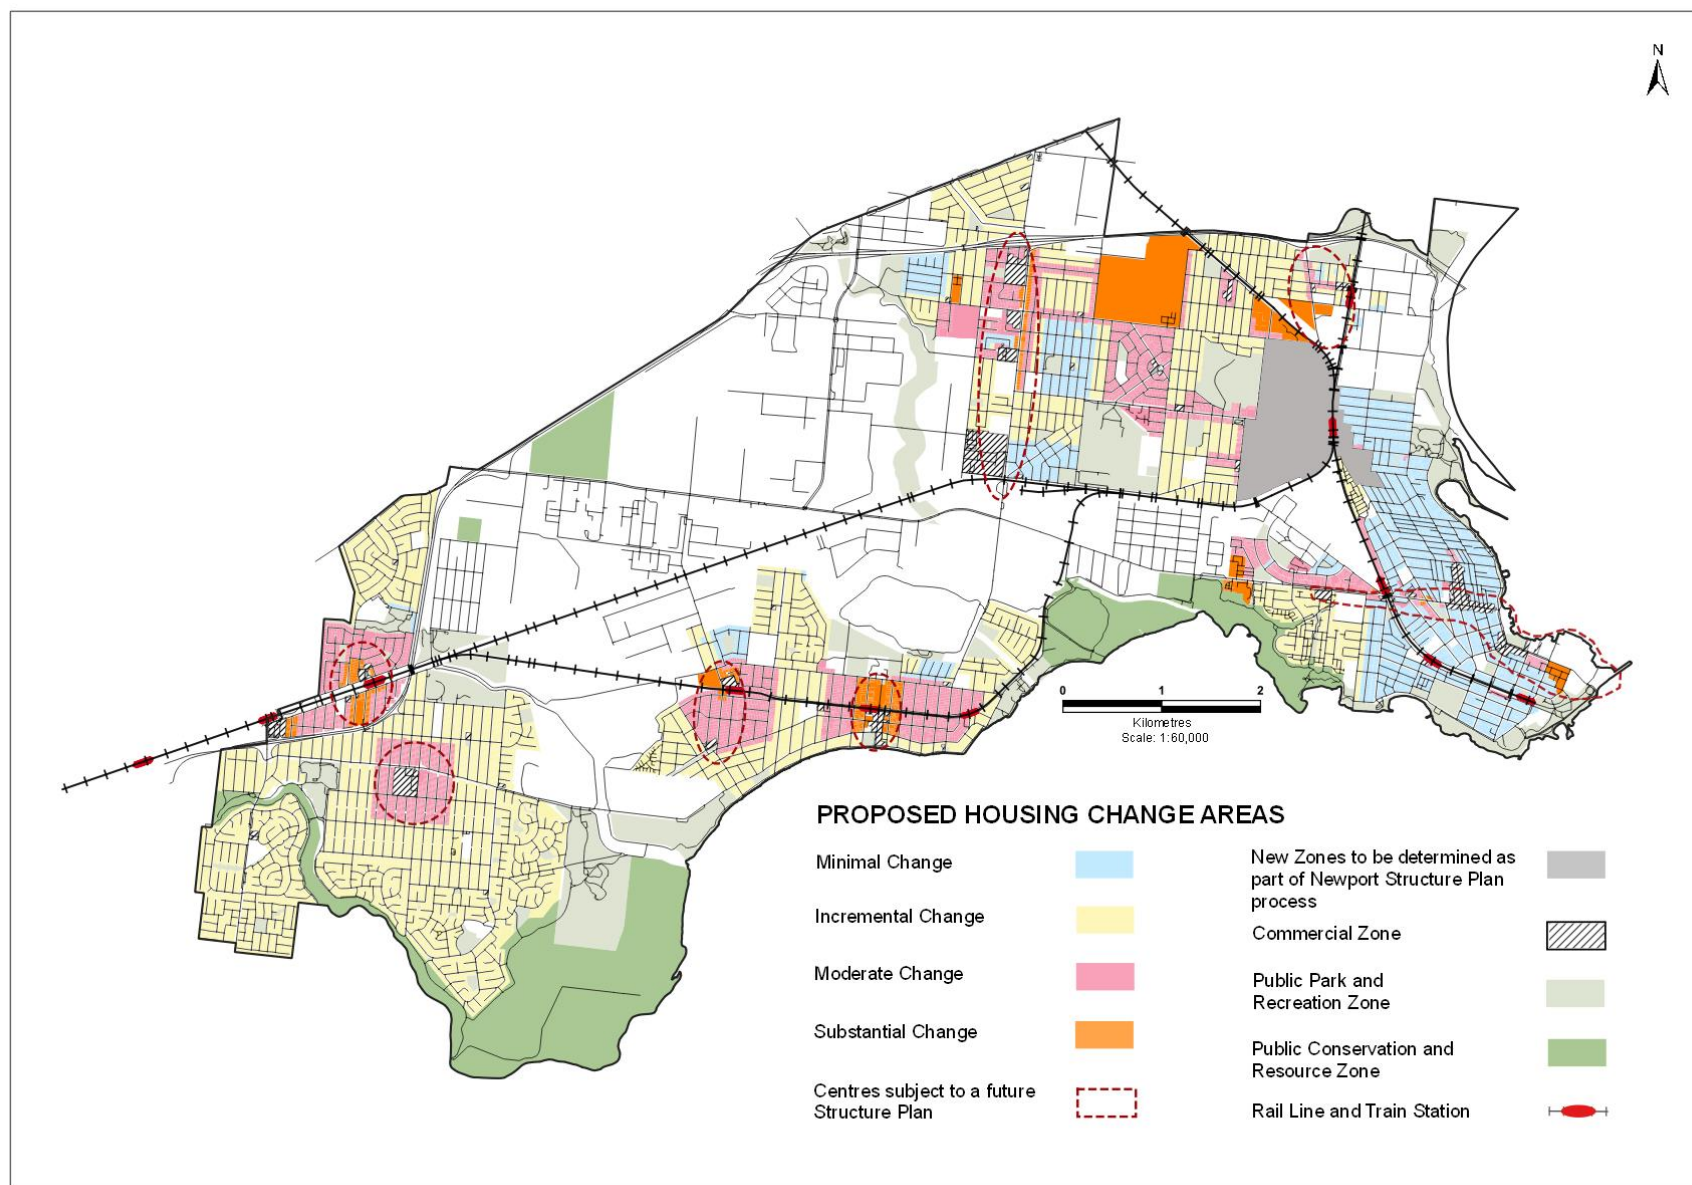 N
0 1 2
Kilometres
Scale: 1:60,000
PROPOSED HOUSING CHANGE AREAS
Minimal Change
Incremental Change
Moderate Change
Substantial Change
Centres subject to a future
Structure Plan
New Zones to be determined as
part of Newport Structure Plan
process
Commercial Zone
Public Park and
Recreation Zone
Public Conservation and
Resource Zone
Rail Line and Train Station